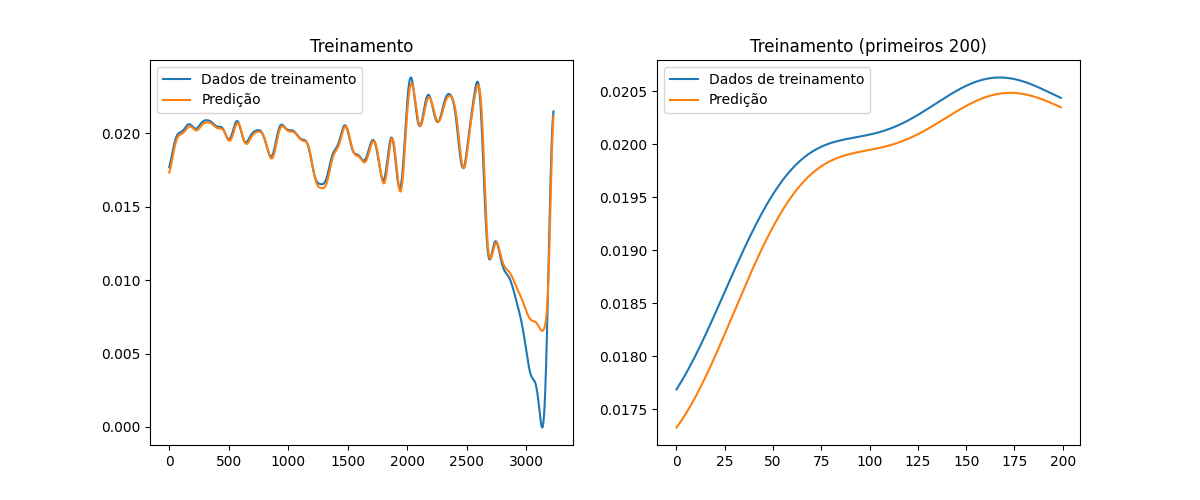 Treinamento
Dados de treinamento
Predição
0.020
0.015
0.010
0.005
0.000
0 500 1000 1500 2000 2500 3000
Treinamento (primeiros 200)
Dados de treinamento
Predição
0.0205
0.0200
0.0195
0.0190
0.0185
0.0180
0.0175
0 25 50 75 100 125 150 175 200